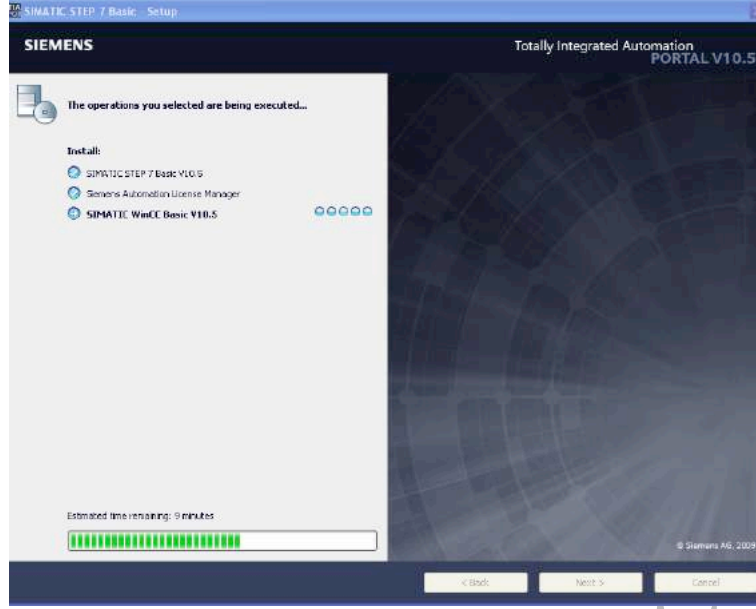 SIMATIC STEP 7 Basic - Setup
SIEMENS
Totally Integrated Automation
PORTAL V10.5
The operations you selected are being executed...
Install:
SIMATIC STEP 7 Basic V10.5
Siemens Automation License Manager
SIMATIC WinCC Basic V10.5
Estimated time remaining: 9 minutes
© Siemens AG, 2009
< Back
Next >
Cancel